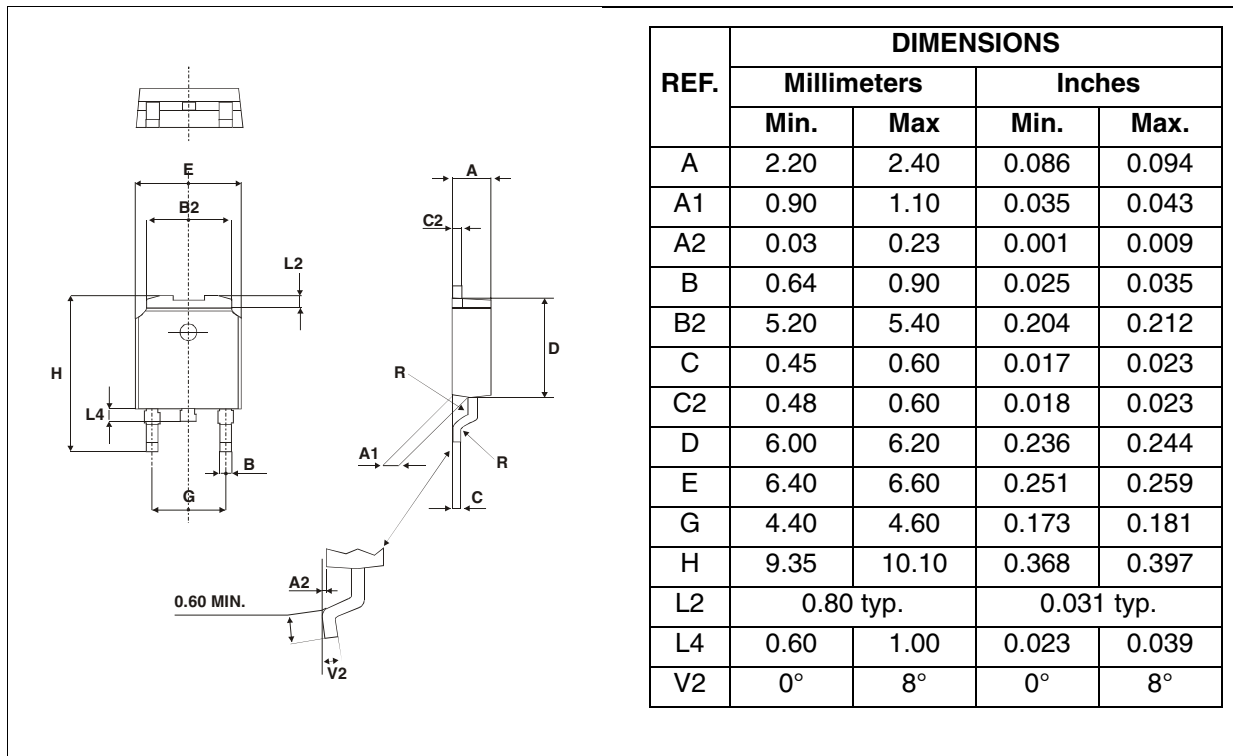 E
B2
L2
H
L4
B
G
A
C2
D
R
A1
R
C
A2
0.60 MIN.
V2
REF. DIMENSIONS
Millimeters Inches
Min. Max Min. Max.
A 2.20 2.40 0.086 0.094
A1 0.90 1.10 0.035 0.043
A2 0.03 0.23 0.001 0.009
B 0.64 0.90 0.025 0.035
B2 5.20 5.40 0.204 0.212
C 0.45 0.60 0.017 0.023
C2 0.48 0.60 0.018 0.023
D 6.00 6.20 0.236 0.244
E 6.40 6.60 0.251 0.259
G 4.40 4.60 0.173 0.181
H 9.35 10.10 0.368 0.397
L2 0.80 typ. 0.031 typ.
L4 0.60 1.00 0.023 0.039
V2 0° 8° 0° 8°